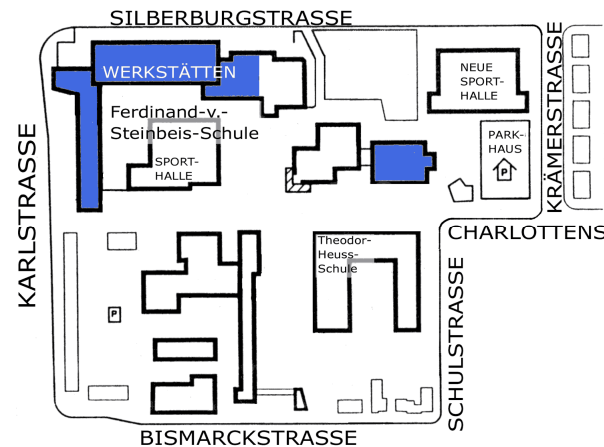 SILBERBURGSTRASSE
WERKSTÄTTEN
NEUE
SPORT-
HALLE
Ferdinand-v.-
Steinbeis-Schule
SPORT-
HALLE
PARK-
HAUS
P
KRÄMERSTRASSE
KARLSTRASSE
CHARLOTTENS
Theodor-
Heuss-
Schule
P
SCHULSTRASSE
BISMARCKSTRASSE